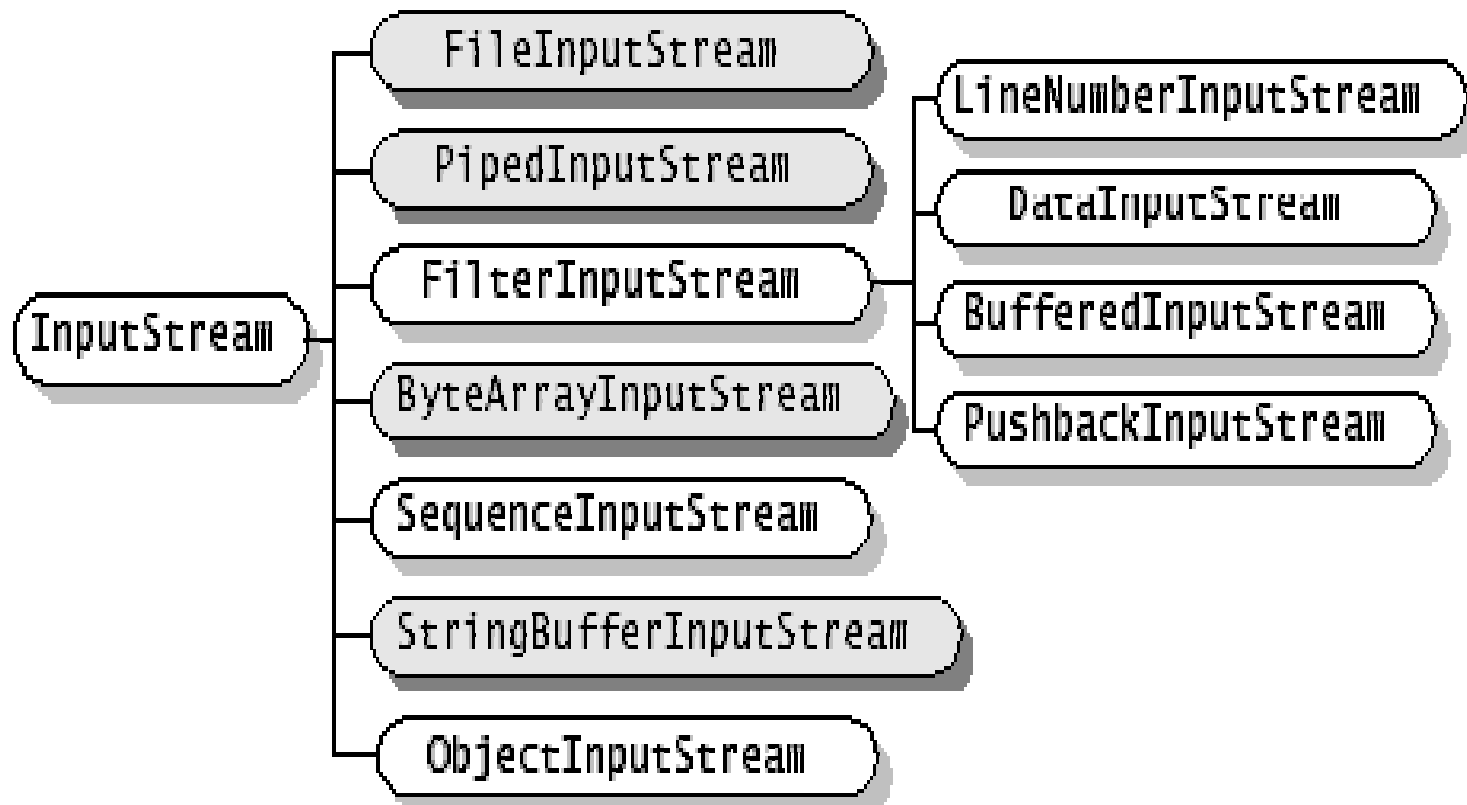 InputStream
FileInputStream
PipedInputStream
FilterInputStream
ByteArrayInputStream
SequenceInputStream
StringBufferInputStream
ObjectInputStream
LineNumberInputStream
DataInputStream
BufferedInputStream
PushbackInputStream